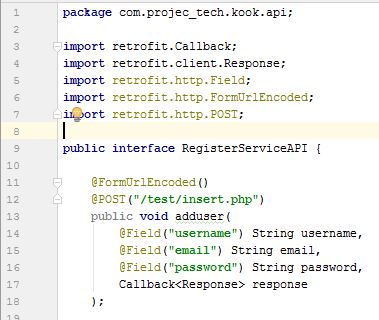 1 package com.projec_tech.kook.api;
2
3 import retrofit.Callback;
4 import retrofit.client.Response;
5 import retrofit.http.Field;
6 import retrofit.http.FormUrlEncoded;
7 import retrofit.http.POST;
8
9 public interface RegisterServiceAPI {
10
11 @FormUrlEncoded()
12 @POST("/test/insert.php")
13 public void adduser(
14 @Field("username") String username,
15 @Field("email") String email,
16 @Field("password") String password,
17 Callback<Response> response
18 );